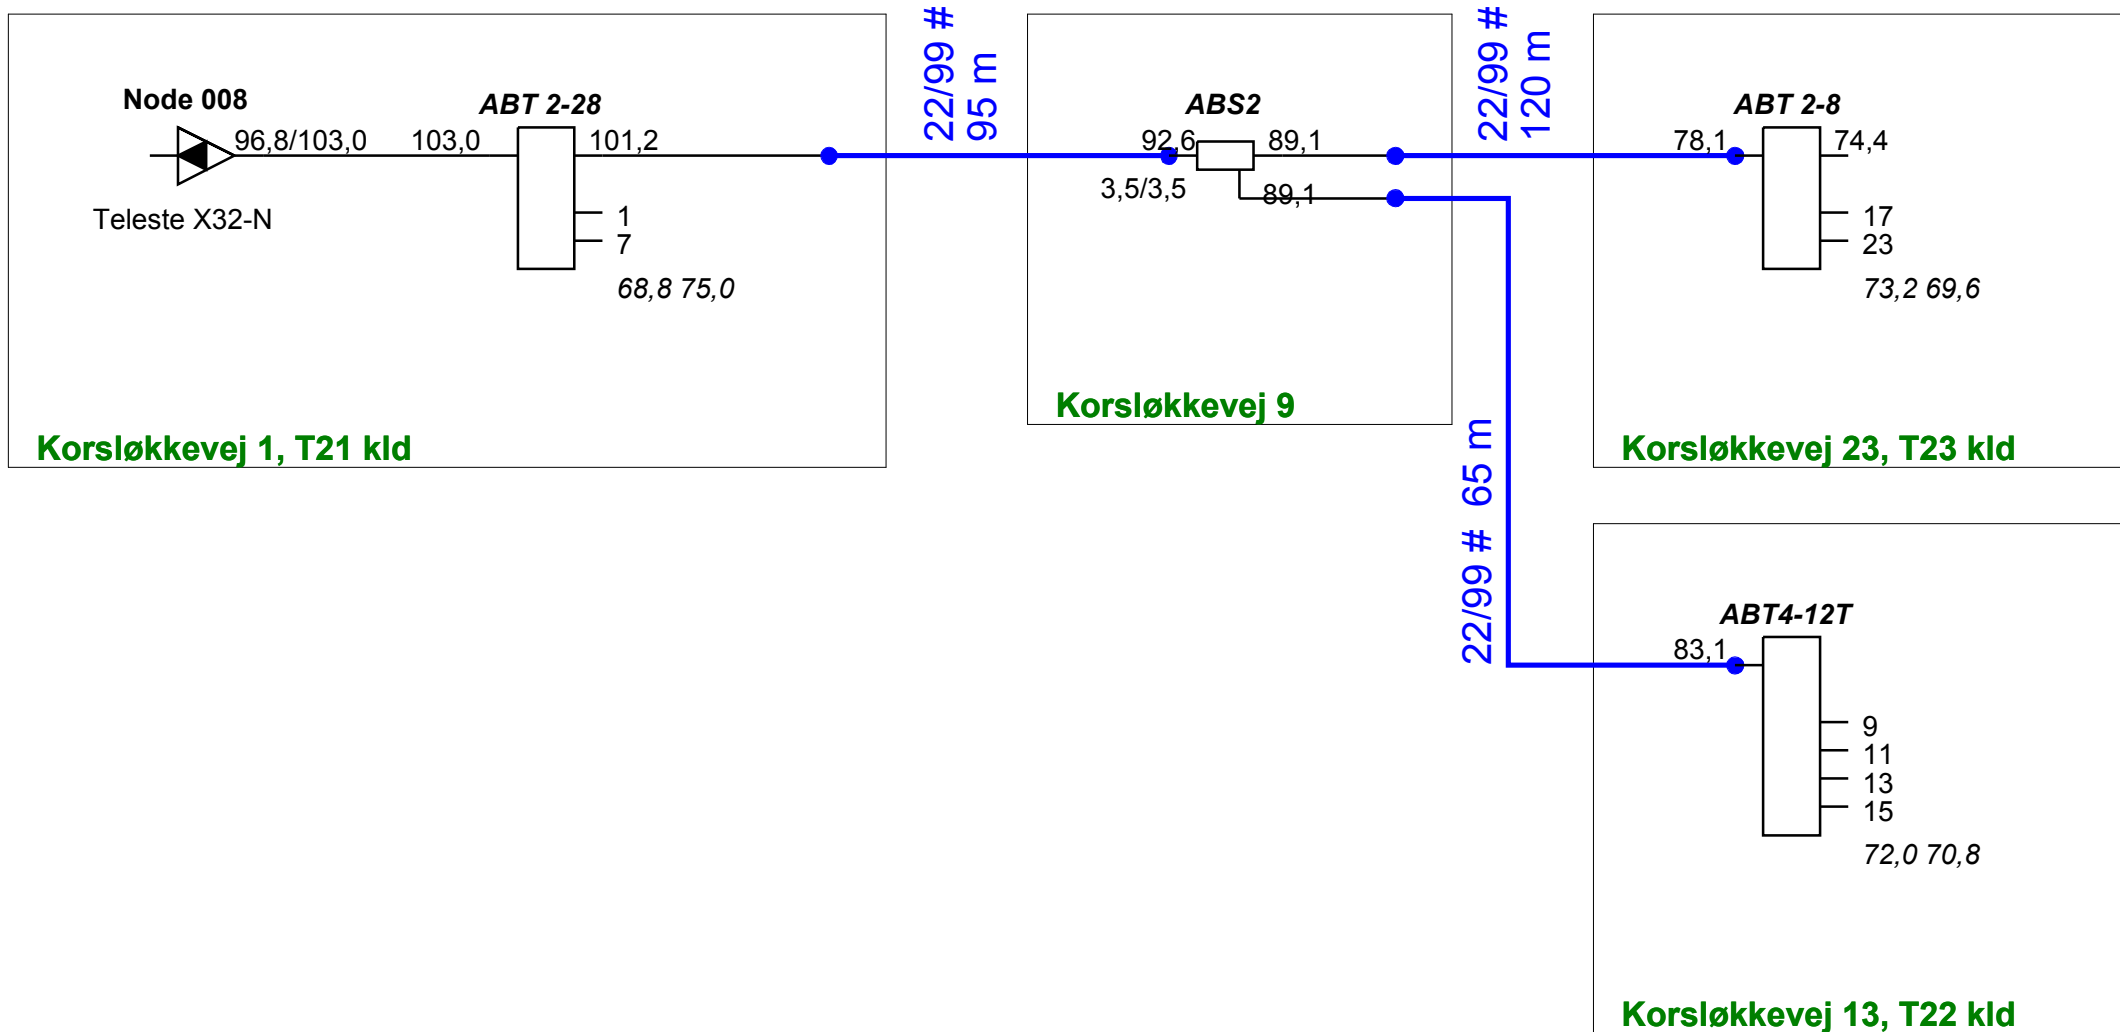 Node 008
96,8/103,0
Teleste X32-N
ABT 2-28
103,0
101,2
1
7
68,8 75,0
Korsløkkevej 1, T21 kld
22/99 #
95 m
ABS2
92,6
89,1
3,5/3,5
89,1
Korsløkkevej 9
22/99 #
120 m
ABT 2-8
78,1
74,4
17
23
73,2 69,6
Korsløkkevej 23, T23 kld
22/99 # 65 m
ABT4-12T
83,1
9
11
13
15
72,0 70,8
Korsløkkevej 13, T22 kld